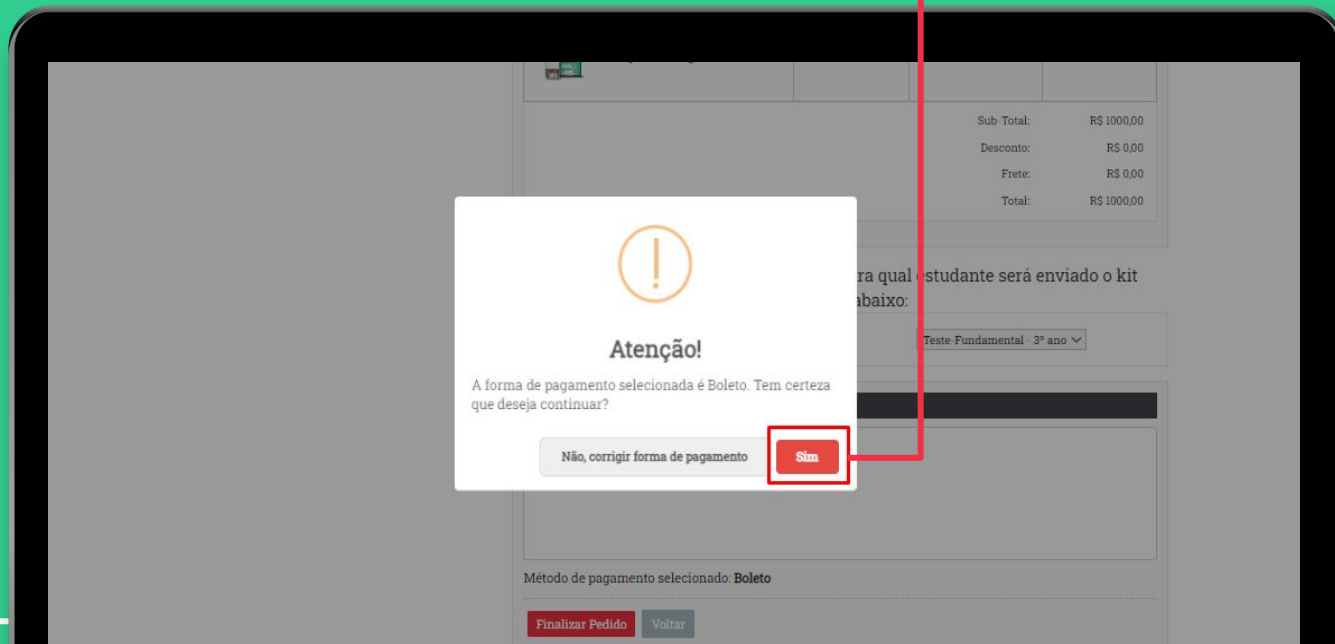 Sub-Total: R$ 1000,00
Desconto: R$ 0,00
Frete: R$ 0,00
Total: R$ 1000,00
ra qual estudante será enviado o kit
abaixo:
Teste-Fundamental - 3º ano
Atenção!
A forma de pagamento selecionada é Boleto. Tem certeza
que deseja continuar?
Não, corrigir forma de pagamento
Sim
Método de pagamento selecionado: Boleto
Finalizar Pedido
Voltar